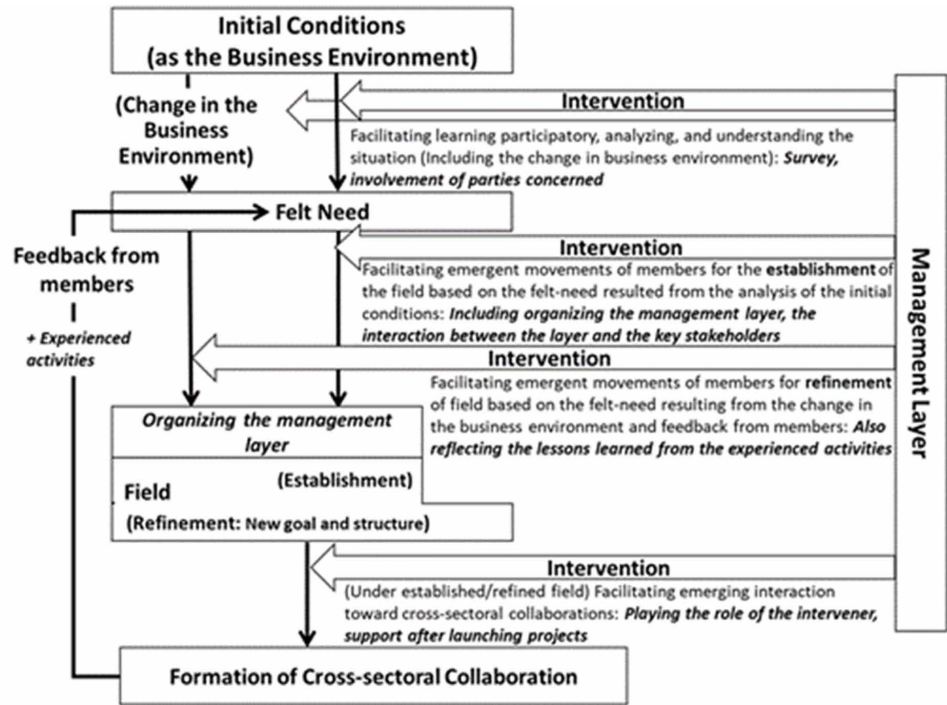 Initial Conditions
(as the Business Environment)
(Change in the
Business
Environment)
Intervention
Facilitating learning participatory, analyzing, and understanding the
situation (Including the change in business environment): Survey,
involvement of parties concerned
Felt Need
Feedback from
members
+ Experienced
activities
Intervention
Facilitating emergent movements of members for the establishment of
the field based on the felt-need resulted from the analysis of the initial
conditions: Including organizing the management layer, the
interaction between the layer and the key stakeholders
Intervention
Facilitating emergent movements of members for refinement
of field based on the felt-need resulting from the change in
the business environment and feedback from members: Also
reflecting the lessons learned from the experienced activities
Organizing the management
layer
(Establishment)
Field
(Refinement: New goal and structure)
Intervention
(Under established/refined field) Facilitating emerging interaction
toward cross-sectoral collaborations: Playing the role of the intervener,
support after launching projects
Formation of Cross-sectoral Collaboration
Management Layer